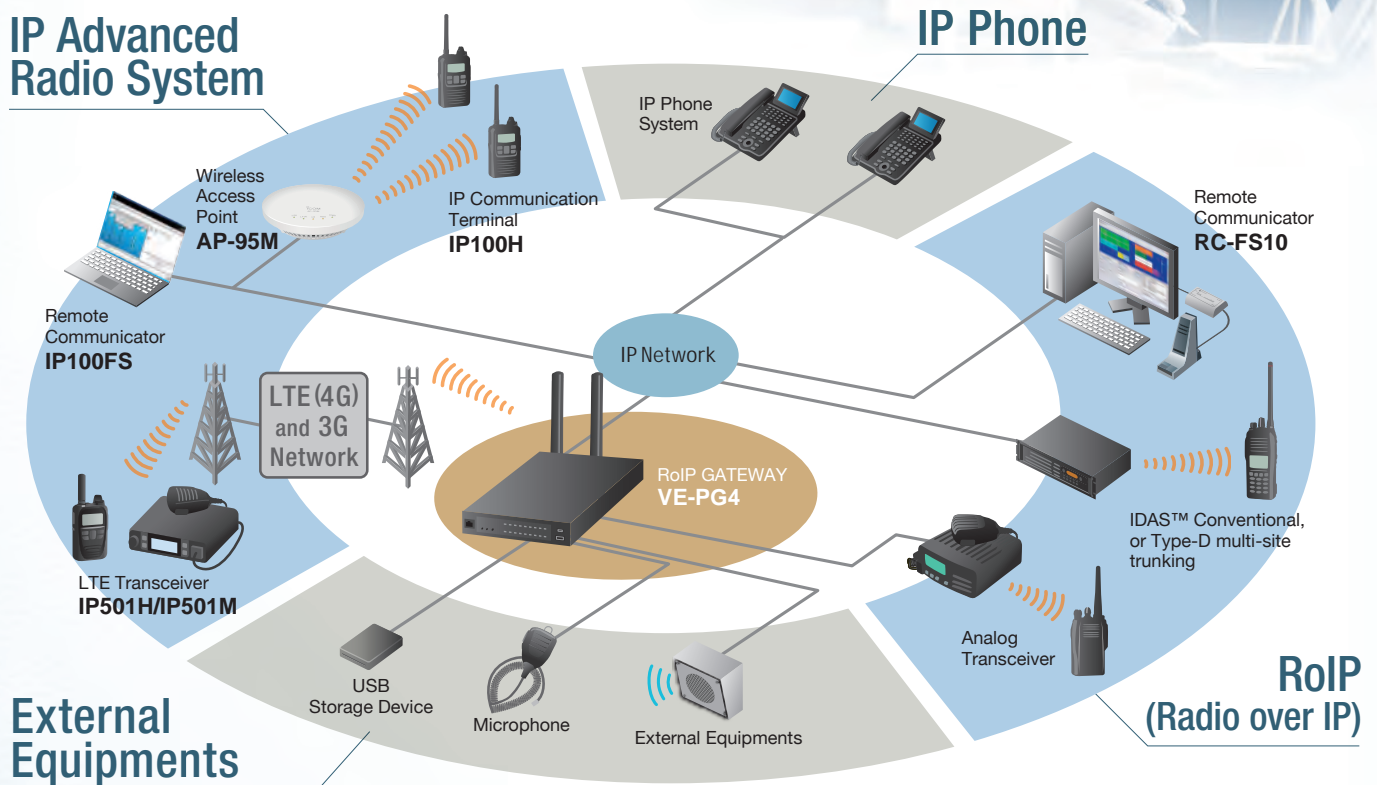 IP Advanced
Radio System
IP Phone
IP Phone
System
Wireless
Access
Point
AP-95M
IP Communication
Terminal
IP100H
Remote
Communicator
RC-FS10
Remote
Communicator
IP100FS
IP Network
LTE (4G)
and 3G
Network
RoIP GATEWAY
VE-PG4
IDAS™ Conventional,
or Type-D multi-site
trunking
LTE Transceiver
IP501H/IP501M
Analog
Transceiver
USB
Storage Device
Microphone
External Equipments
RoIP
(Radio over IP)
External
Equipments